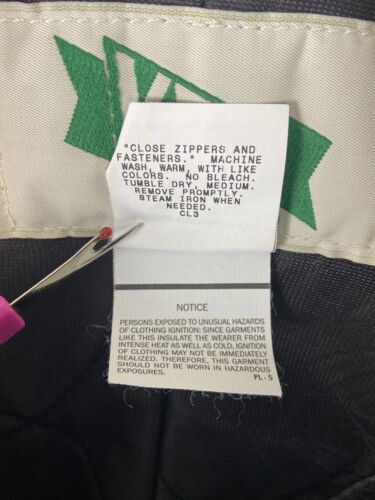 "CLOSE ZIPPERS AND
FASTENERS." MACHINE
WASH, WARM, WITH LIKE
COLORS. NO BLEACH.
TUMBLE DRY, MEDIUM.
REMOVE PROMPTLY.
STEAM IRON WHEN
NEEDED.
CL3
NOTICE
PERSONS EXPOSED TO UNUSUAL HAZARDS
OF CLOTHING IGNITION: SINCE GARMENTS
LIKE THIS INSULATE THE WEARER FROM
INTENSE HEAT AS WELL AS COLD, IGNITION
OF CLOTHING MAY NOT BE IMMEDIATELY
REALIZED. THEREFORE, THIS GARMENT
SHOULD NOT BE WORN IN HAZARDOUS
EXPOSURES.
PL - 5